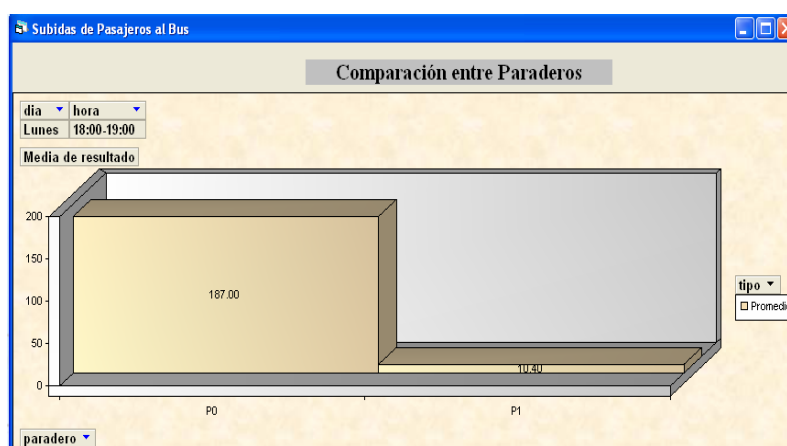 Subidas de Pasajeros al Bus
Comparación entre Paraderos
dia hora
Lunes 18:00-19:00
Media de resultado
200
150
100
50
0
187.00
10.40
P0 P1
tipo
Promedi
paradero